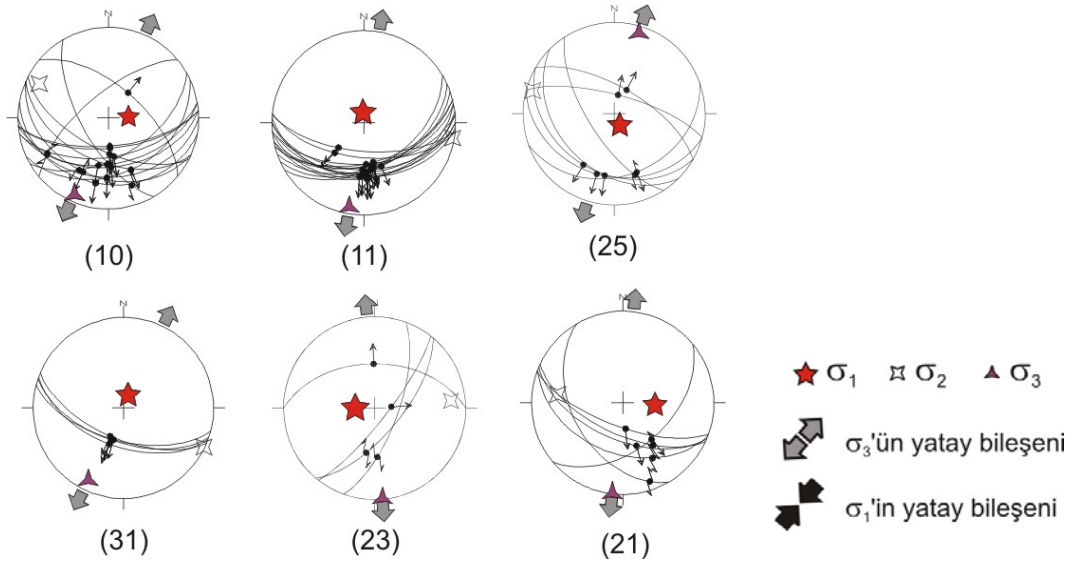 N
N
N
(10)
(11)
(25)
N
N
N
(31)
(23)
(21)
σ1 σ2 σ3
σ3'ün yatay bileşeni
σ1'in yatay bileşeni